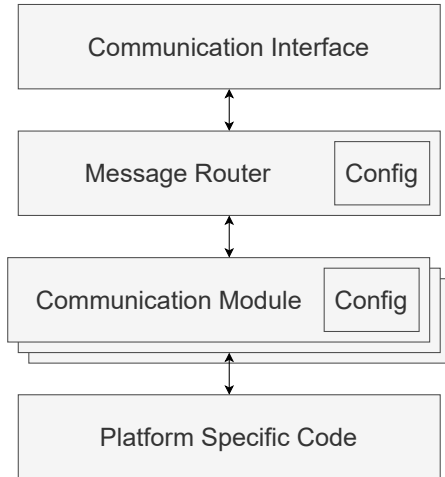 Communication Interface
Message Router
Config
Communication Module
Config
Platform Specific Code